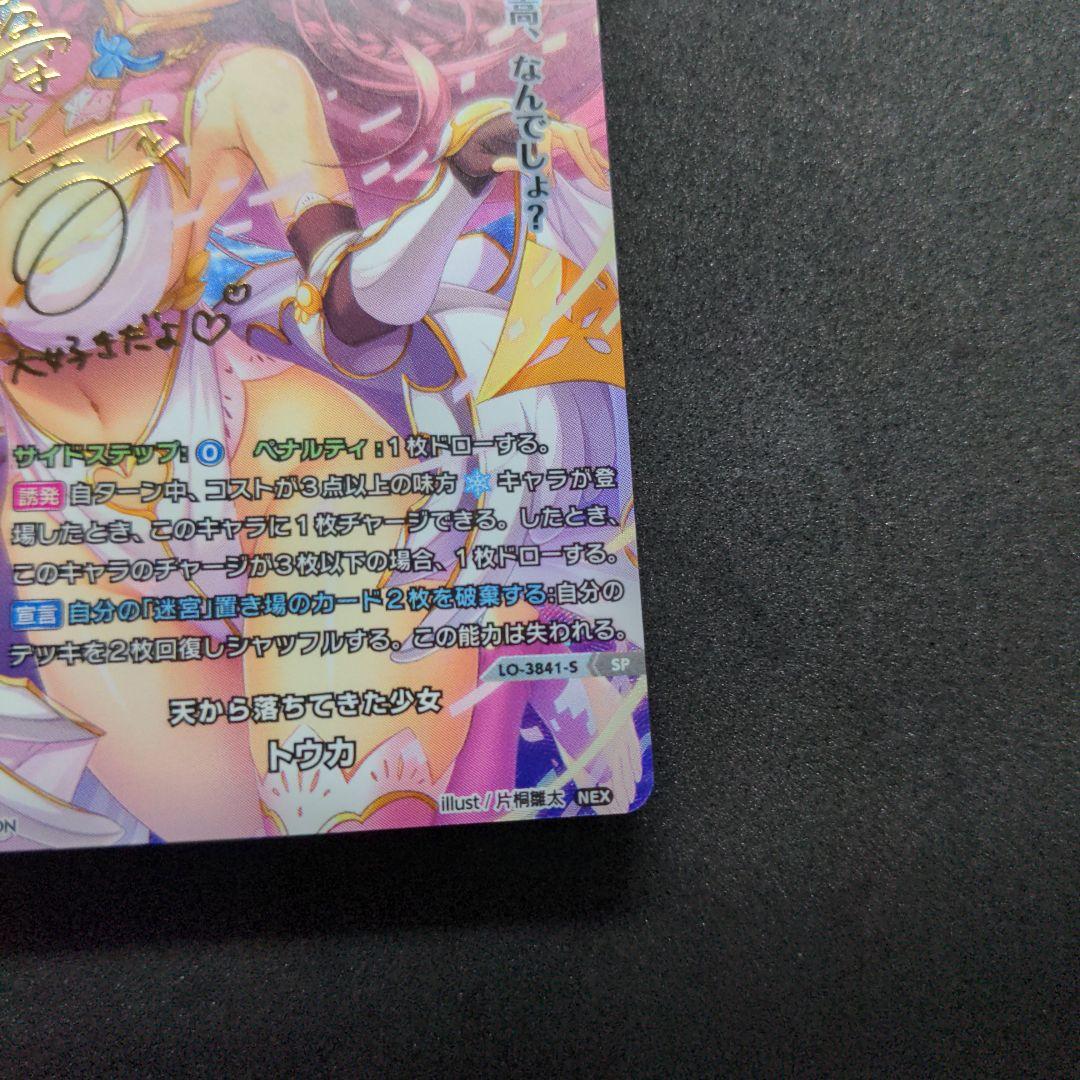 高、なんでしょ？
大好きだよ♡♡
サイドステップ:0 ペナルティ:1枚ドローする。
誘発 自ターン中、コストが3点以上の味方❄キャラが登
場したとき、このキャラに1枚チャージできる。したとき、
このキャラのチャージが3枚以下の場合、1枚ドローする。
宣言 自分の「迷宮」置き場のカード2枚を破棄する:自分の
デッキを2枚回復しシャッフルする。この能力は失われる。
LO-3841-S SP
天から落ちてきた少女
トウカ
illust/片桐雛太 NEX
ON